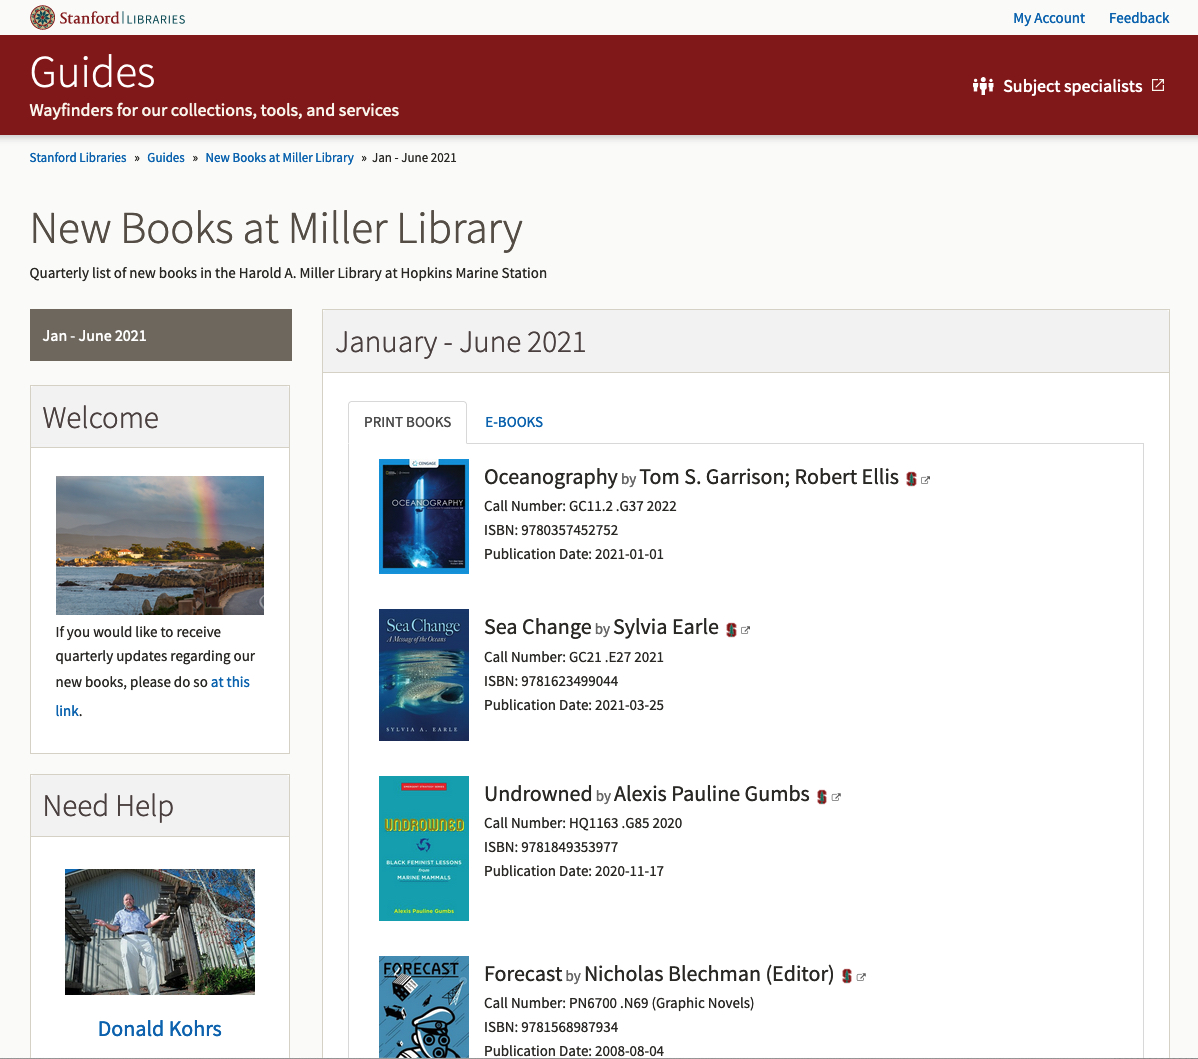 Stanford LIBRARIES
My Account Feedback
Guides
Wayfinders for our collections, tools, and services
Subject specialists
Stanford Libraries » Guides » New Books at Miller Library » Jan - June 2021
New Books at Miller Library
Quarterly list of new books in the Harold A. Miller Library at Hopkins Marine Station
Jan - June 2021
Welcome
If you would like to receive
quarterly updates regarding our
new books, please do so at this
link.
Need Help
Donald Kohrs
January - June 2021
PRINT BOOKS E-BOOKS
CENGAGE
OCEANOGRAPHY
Oceanography by Tom S. Garrison; Robert Ellis
Call Number: GC11.2 .G37 2022
ISBN: 9780357452752
Publication Date: 2021-01-01
Sea Change
A Message of the Oceans
SYLVIA A. EARLE
Sea Change by Sylvia Earle
Call Number: GC21 .E27 2021
ISBN: 9781623499044
Publication Date: 2021-03-25
UNDROWNED
BLACK FEMINIST LESSONS
from
MARINE MAMMALS
Alexis Pauline Gumbs
Undrowned by Alexis Pauline Gumbs
Call Number: HQ1163 .G85 2020
ISBN: 9781849353977
Publication Date: 2020-11-17
FORECAST
Forecast by Nicholas Blechman (Editor)
Call Number: PN6700 .N69 (Graphic Novels)
ISBN: 9781568987934
Publication Date: 2008-08-04